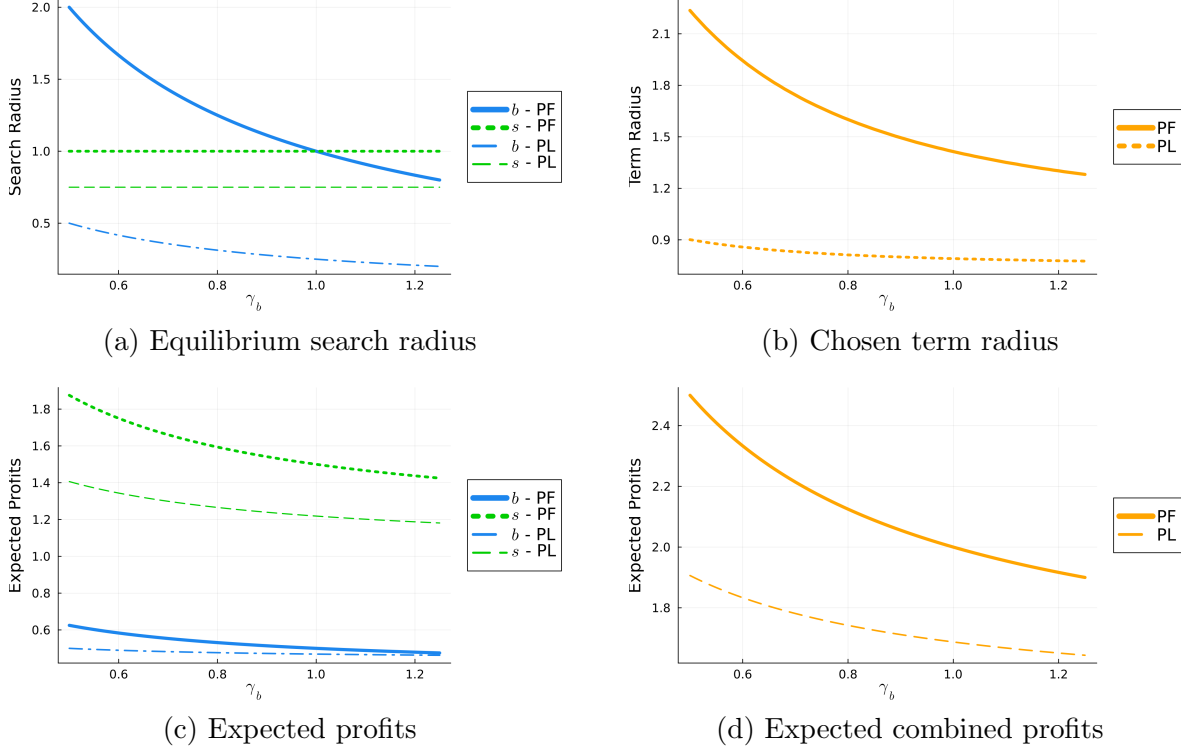 2.0
1.5
1.0
0.5
Search Radius
0.6 0.8 1.0 1.2
γ_b
b - PF
s - PF
b - PL
s - PL
(a) Equilibrium search radius
2.1
1.8
1.5
1.2
0.9
Term Radius
0.6 0.8 1.0 1.2
γ_b
PF
PL
(b) Chosen term radius
1.8
1.6
1.4
1.2
1.0
0.8
0.6
Expected Profits
0.6 0.8 1.0 1.2
γ_b
b - PF
s - PF
b - PL
s - PL
(c) Expected profits
2.4
2.2
2.0
1.8
Expected Profits
0.6 0.8 1.0 1.2
γ_b
PF
PL
(d) Expected combined profits